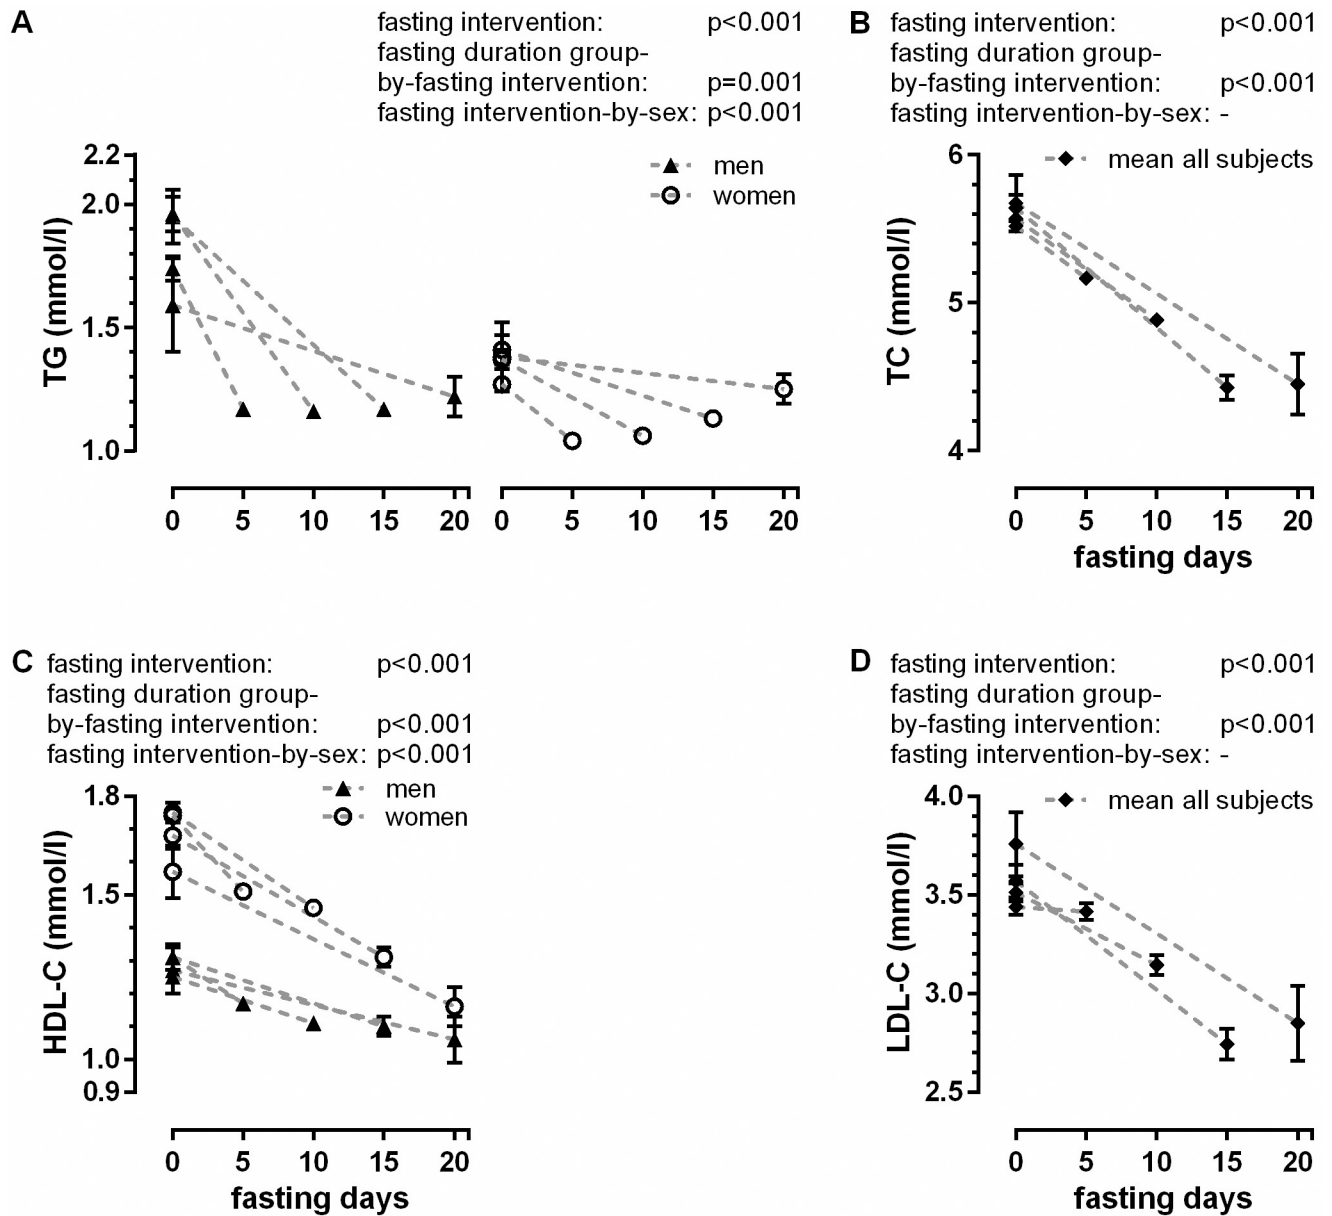 A
fasting intervention: p<0.001
fasting duration group-
by-fasting intervention: p=0.001
fasting intervention-by-sex: p<0.001
men
women
TG (mmol/l)
2.2
2.0
1.5
1.0
0 5 10 15 20
0 5 10 15 20
B
fasting intervention: p<0.001
fasting duration group-
by-fasting intervention: p<0.001
fasting intervention-by-sex: -
mean all subjects
TC (mmol/l)
6
5
4
0 5 10 15 20
fasting days
C
fasting intervention: p<0.001
fasting duration group-
by-fasting intervention: p<0.001
fasting intervention-by-sex: p<0.001
men
women
HDL-C (mmol/l)
1.8
1.5
1.0
0.9
0 5 10 15 20
fasting days
D
fasting intervention: p<0.001
fasting duration group-
by-fasting intervention: p<0.001
fasting intervention-by-sex: -
mean all subjects
LDL-C (mmol/l)
4.0
3.5
3.0
2.5
0 5 10 15 20
fasting days